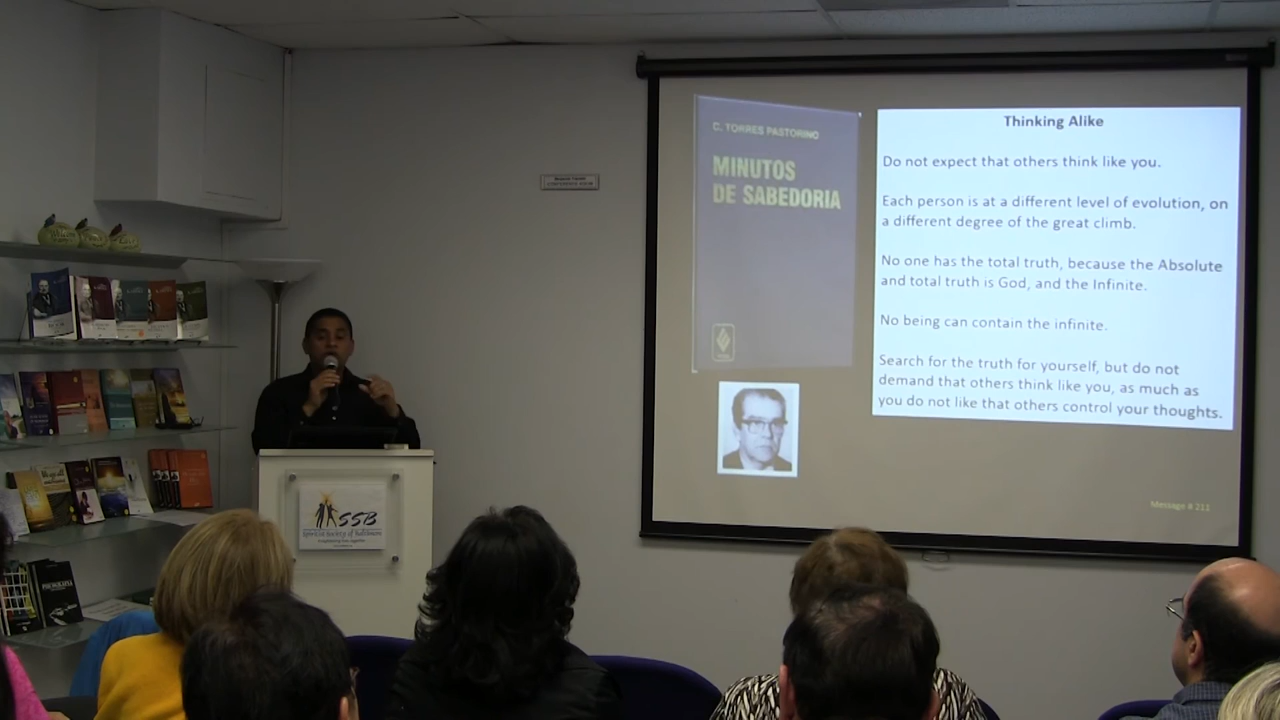 C. TORRES PASTORINO
MINUTOS
DE SABEDORIA
Thinking Alike
Do not expect that others think like you.
Each person is at a different level of evolution, on
a different degree of the great climb.
No one has the total truth, because the Absolute
and total truth is God, and the Infinite.
No being can contain the infinite.
Search for the truth for yourself, but do not
demand that others think like you, as much as
you do not like that others control your thoughts.
Message # 211
SSB
Spiritist Society of Baltimore